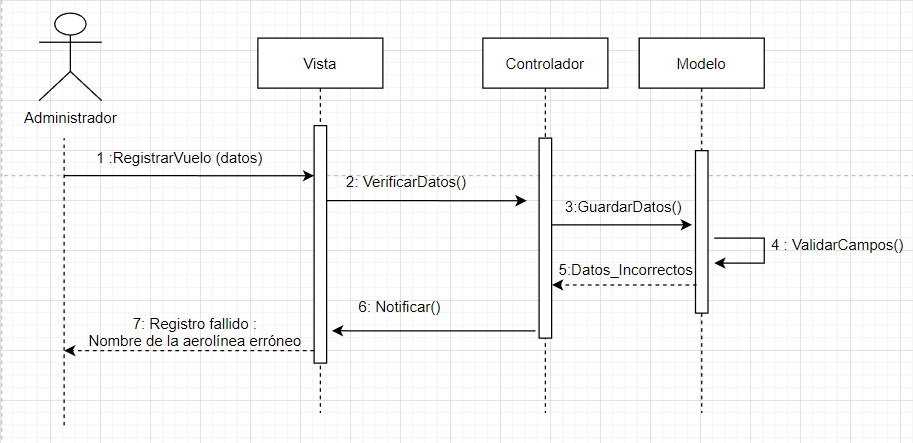 Vista
Controlador
Modelo
Administrador
1 :RegistrarVuelo (datos)
2: VerificarDatos()
3:GuardarDatos()
4 : ValidarCampos()
5:Datos_Incorrectos
6: Notificar()
7: Registro fallido :
Nombre de la aerolínea erróneo